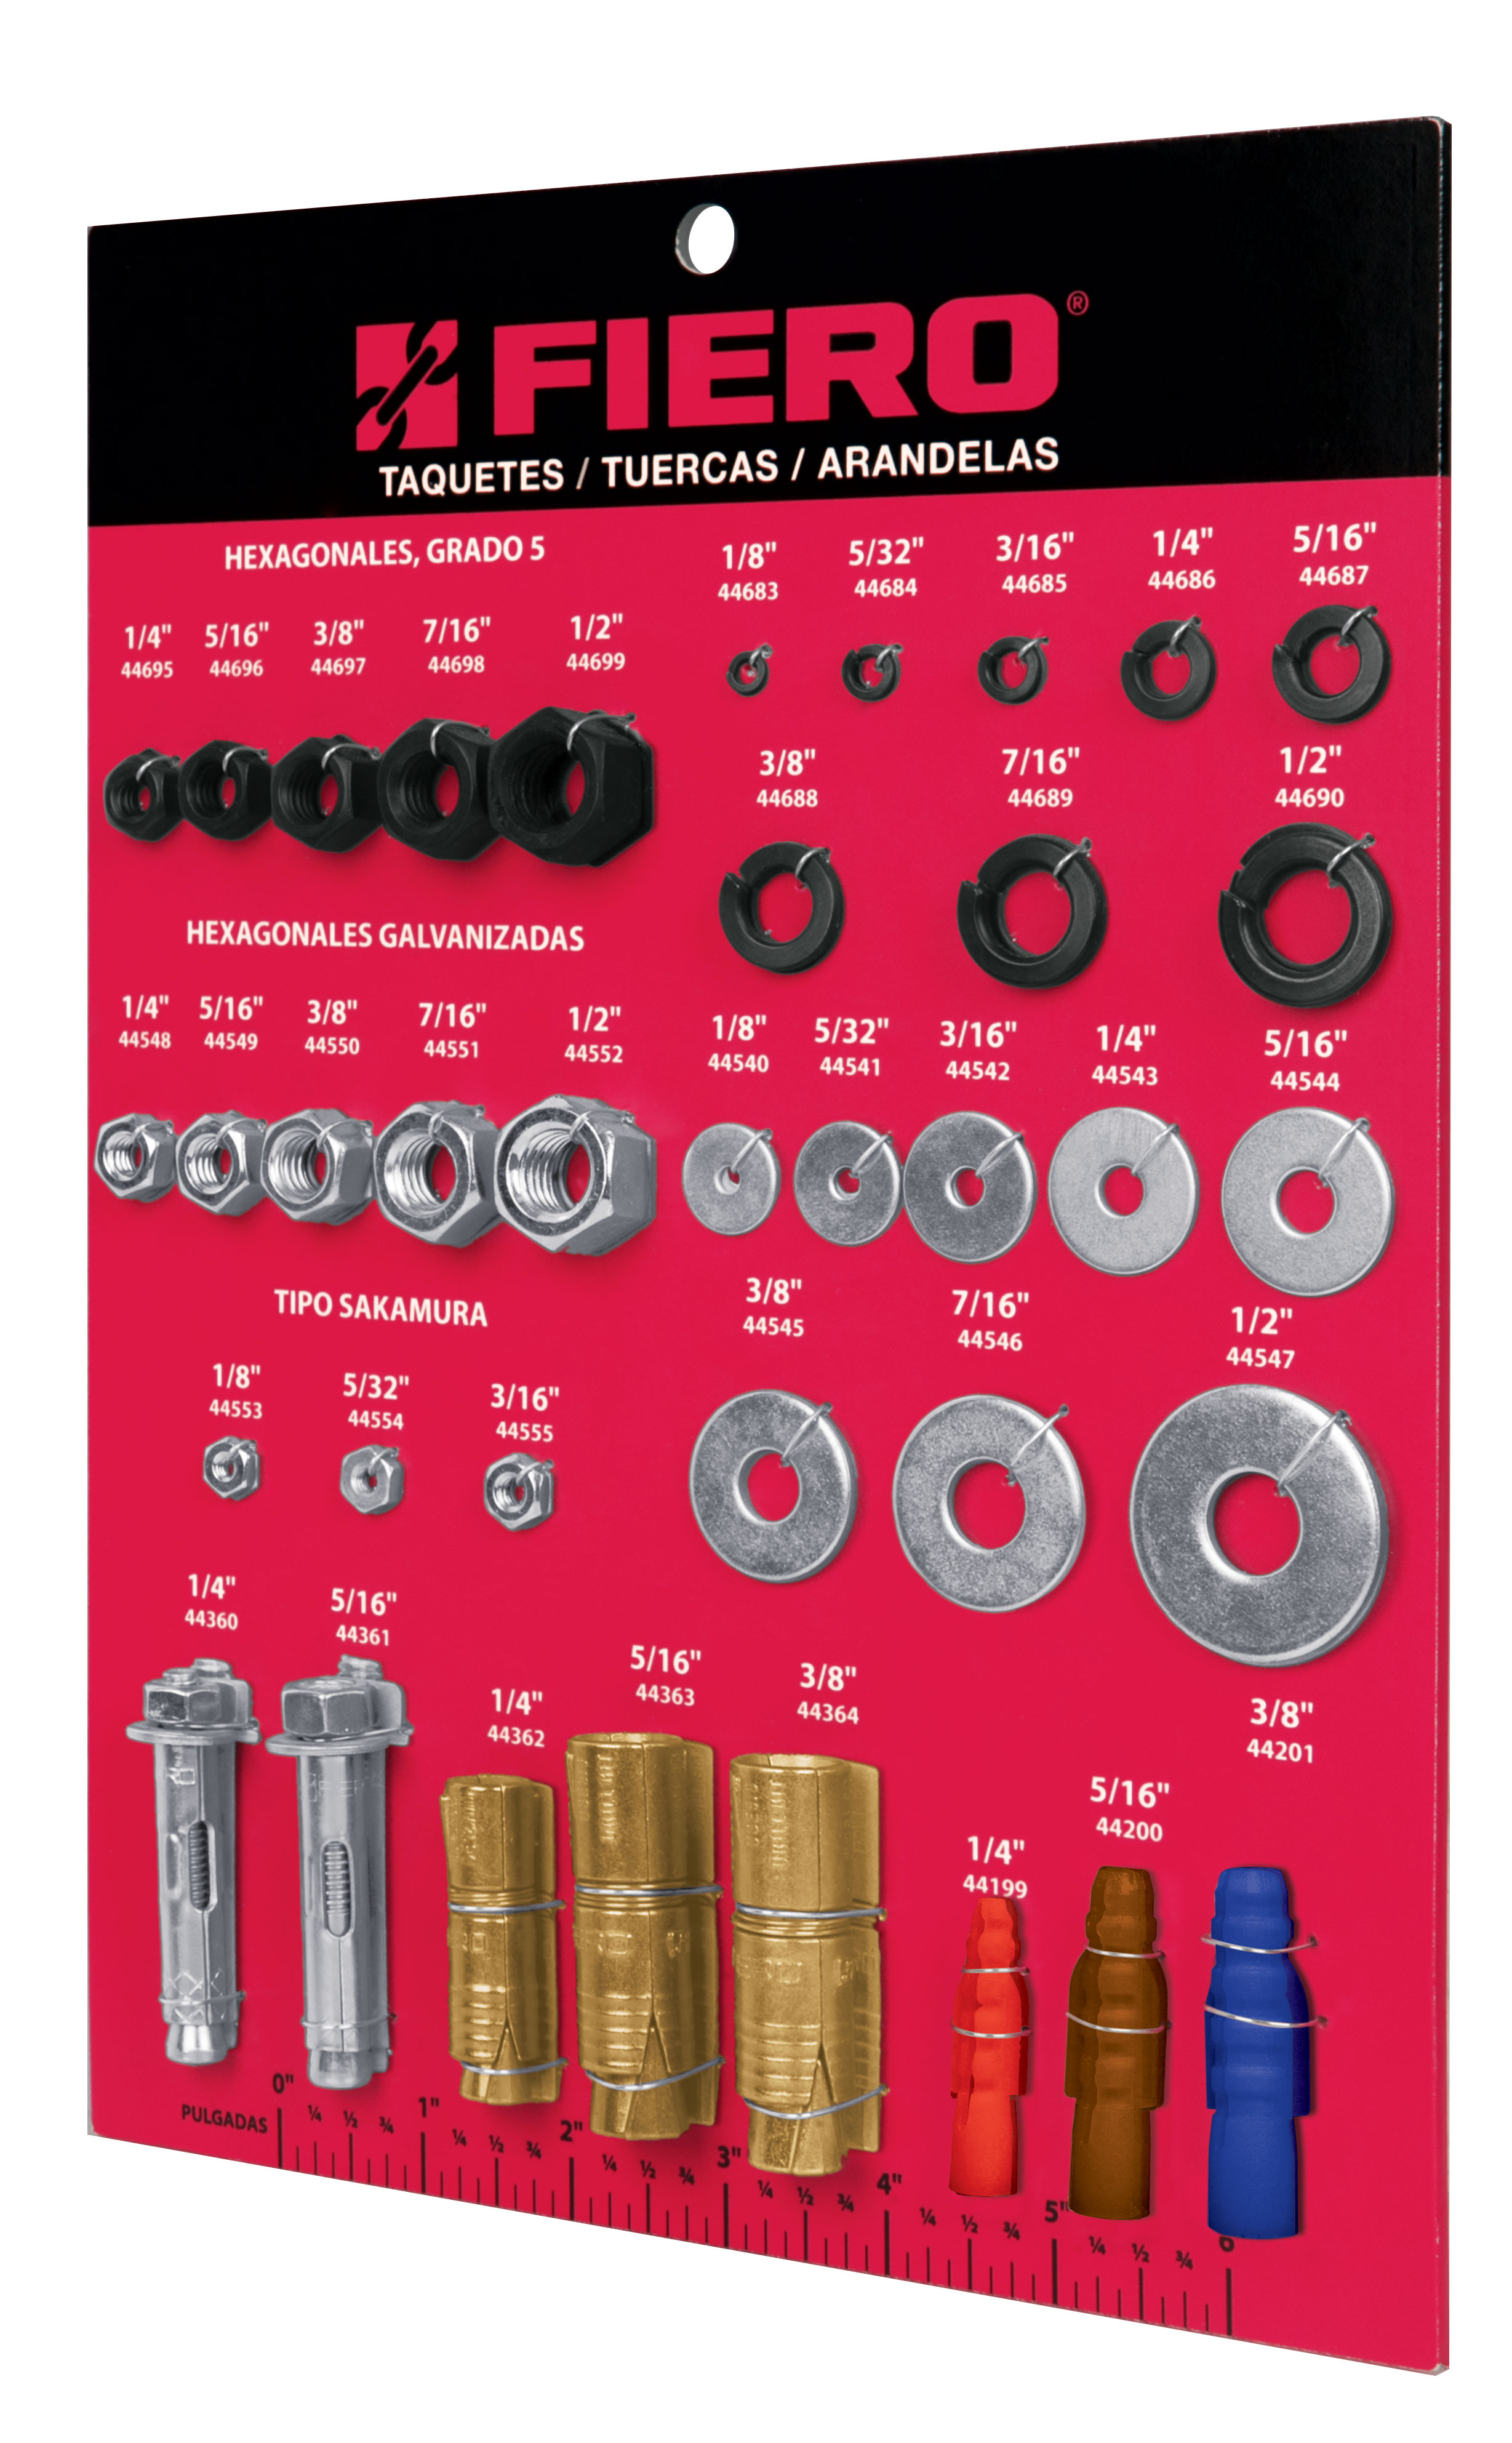 FIERO®
TAQUETES / TUERCAS / ARANDELAS
HEXAGONALES, GRADO 5
1/4" 5/16" 3/8" 7/16" 1/2"
44695 44696 44697 44698 44699
1/8" 5/32" 3/16" 1/4" 5/16"
44683 44684 44685 44686 44687
3/8" 7/16" 1/2"
44688 44689 44690
HEXAGONALES GALVANIZADAS
1/4" 5/16" 3/8" 7/16" 1/2"
44548 44549 44550 44551 44552
1/8" 5/32" 3/16" 1/4" 5/16"
44540 44541 44542 44543 44544
3/8" 7/16" 1/2"
44545 44546 44547
TIPO SAKAMURA
1/8" 5/32" 3/16"
44553 44554 44555
1/4" 5/16"
44360 44361
1/4" 5/16" 3/8"
44362 44363 44364
1/4" 5/16" 3/8"
44199 44200 44201
PULGADAS 0" ¼ ½ ¾ 1" ¼ ½ ¾ 2" ¼ ½ ¾ 3" ¼ ½ ¾ 4" ¼ ½ ¾ 5" ¼ ½ ¾ 6